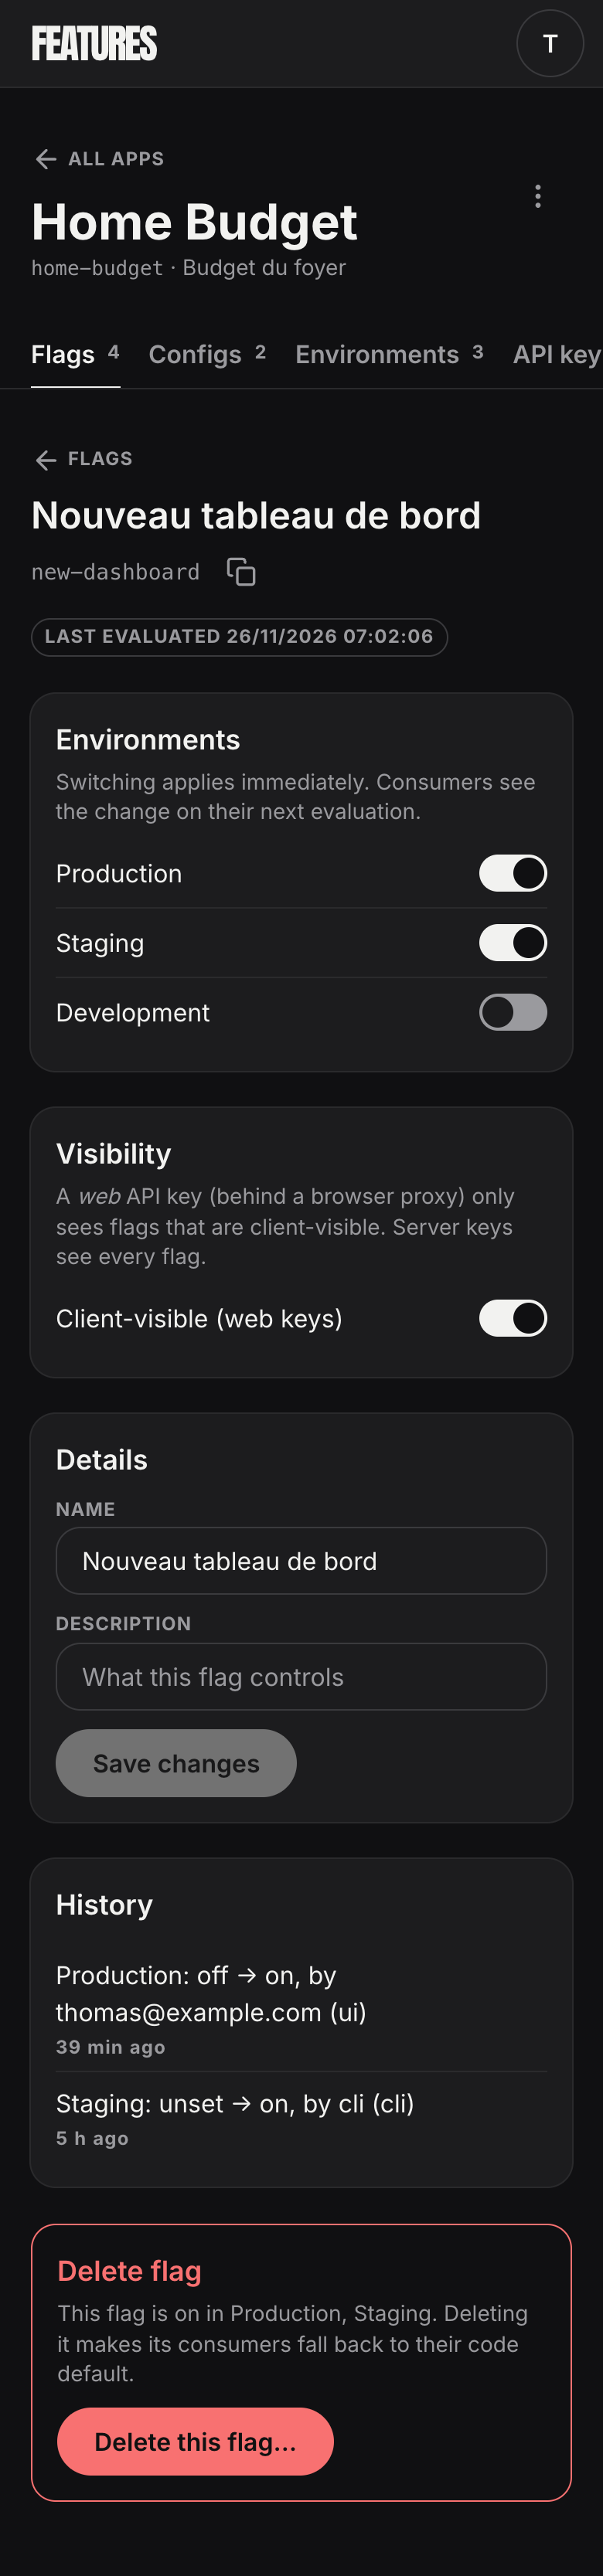 FEATURES
T
ALL APPS
Home Budget
home-budget · Budget du foyer
Flags 4 Configs 2 Environments 3 API key
FLAGS
Nouveau tableau de bord
new-dashboard
LAST EVALUATED 26/11/2026 07:02:06
Environments
Switching applies immediately. Consumers see
the change on their next evaluation.
Production
Staging
Development
Visibility
A web API key (behind a browser proxy) only
sees flags that are client-visible. Server keys
see every flag.
Client-visible (web keys)
Details
NAME
Nouveau tableau de bord
DESCRIPTION
What this flag controls
Save changes
History
Production: off → on, by
thomas@example.com (ui)
39 min ago
Staging: unset → on, by cli (cli)
5 h ago
Delete flag
This flag is on in Production, Staging. Deleting
it makes its consumers fall back to their code
default.
Delete this flag...